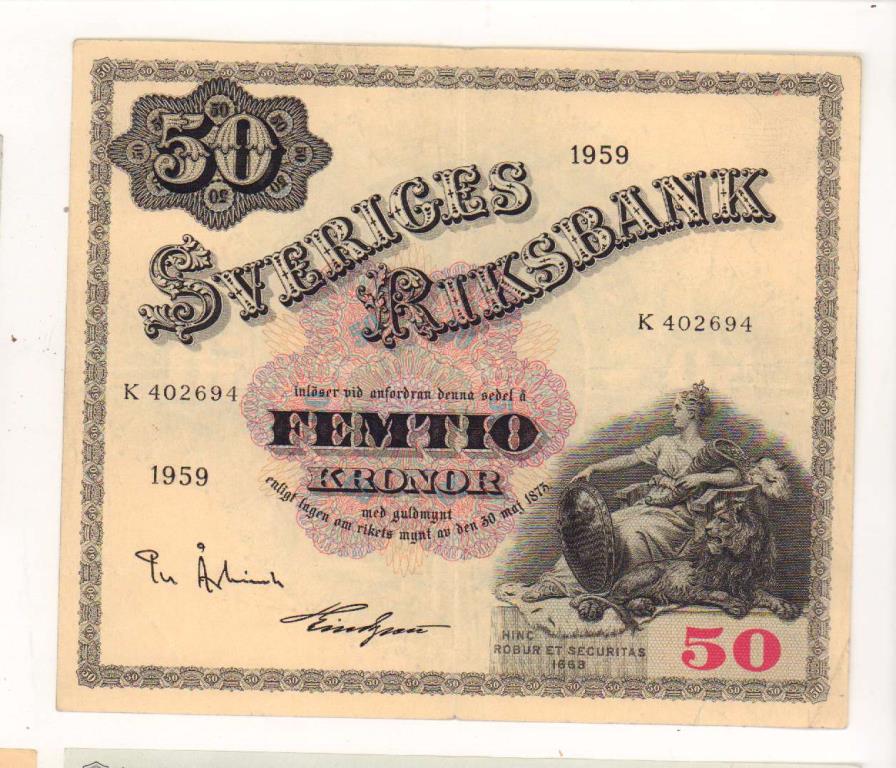 50
1959
SVERIGES
RIKSBANK
K 402694
K 402694
inlöser vid anfordran denna sedel å
FEMTIO
KRONOR
1959
med guldmynt
enligt lagen om rikets mynt av den 30 maj 1873
HINC
ROBUR ET SECURITAS
1668
50